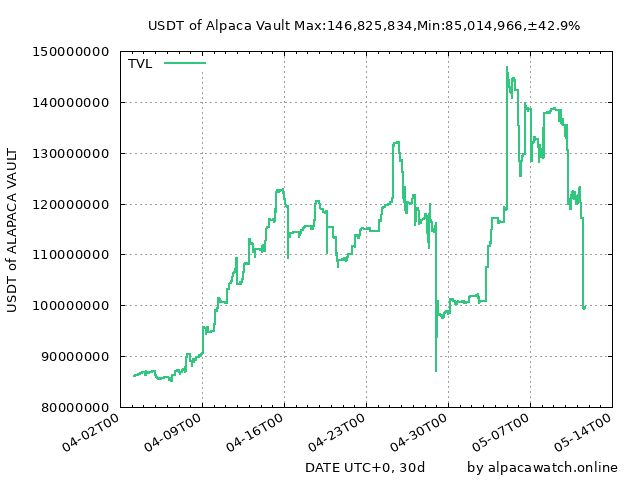 USDT of Alpaca Vault Max:146,825,834,Min:85,014,966,±42.9%
150000000
TVL
140000000
130000000
120000000
110000000
100000000
90000000
80000000
USDT of ALAPACA VAULT
04-02T00
04-09T00
04-16T00
04-23T00
04-30T00
05-07T00
05-14T00
DATE UTC+0, 30d
by alpacawatch.online